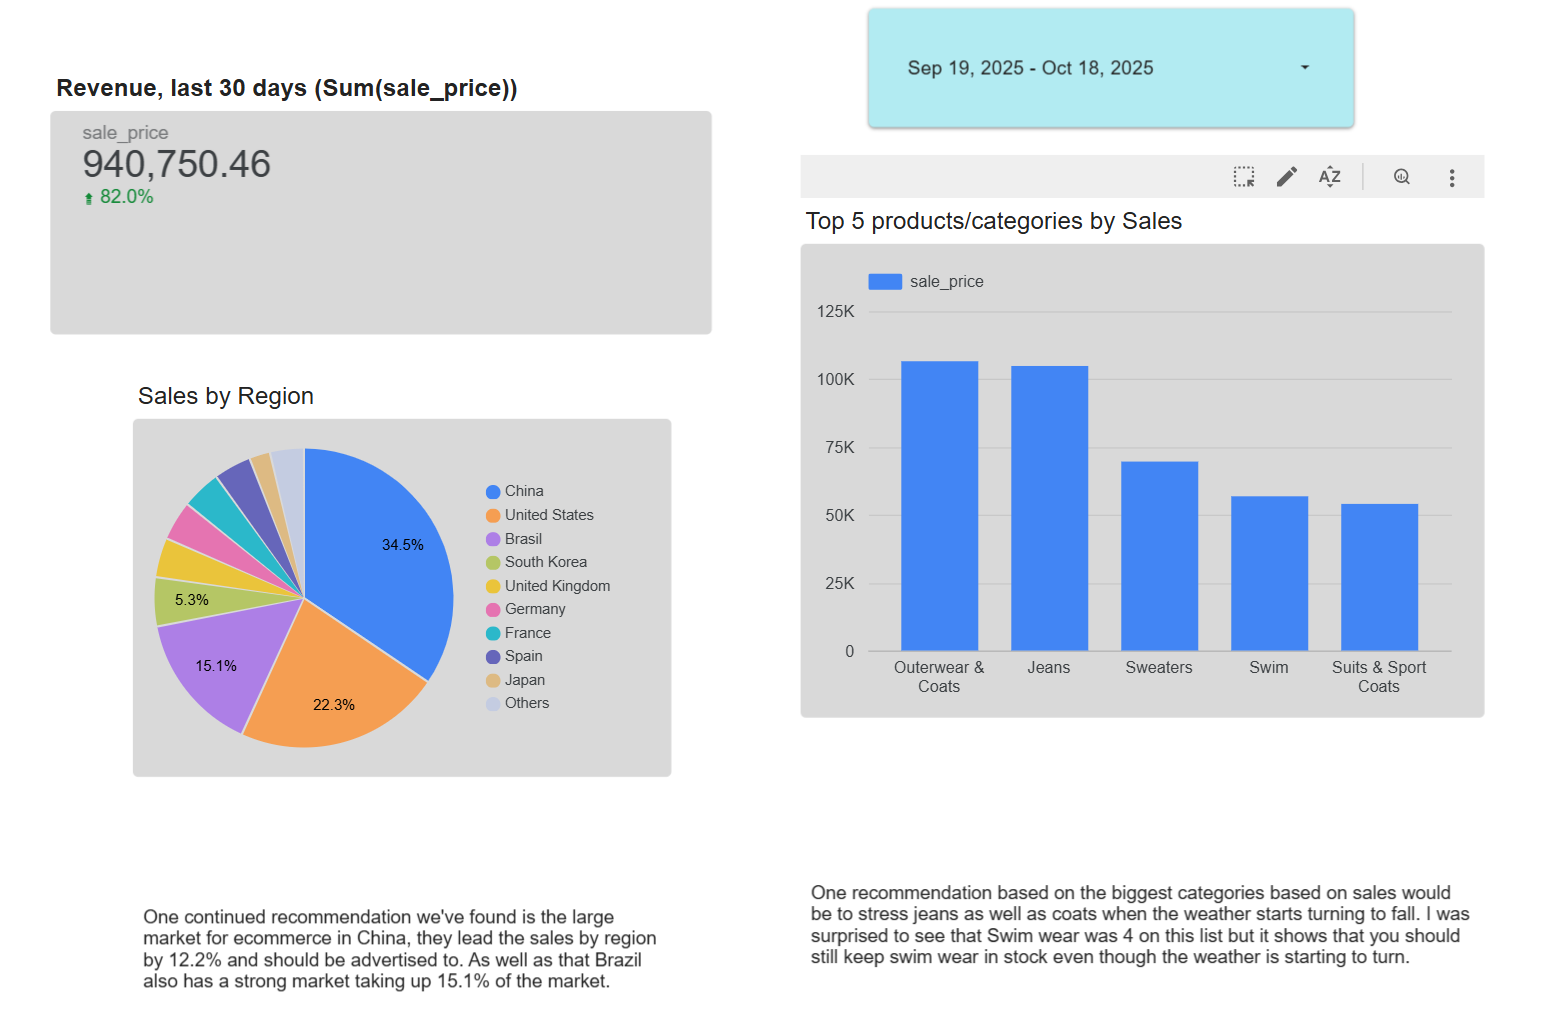 Sep 19, 2025 - Oct 18, 2025
Revenue, last 30 days (Sum(sale_price))
sale_price
940,750.46
82.0%
AZ
Top 5 products/categories by Sales
sale_price
125K
100K
75K
50K
25K
0
Outerwear &
Coats
Jeans
Sweaters
Swim
Suits & Sport
Coats
Sales by Region
34.5%
22.3%
15.1%
5.3%
China
United States
Brasil
South Korea
United Kingdom
Germany
France
Spain
Japan
Others
One continued recommendation we've found is the large
market for ecommerce in China, they lead the sales by region
by 12.2% and should be advertised to. As well as that Brazil
also has a strong market taking up 15.1% of the market.
One recommendation based on the biggest categories based on sales would
be to stress jeans as well as coats when the weather starts turning to fall. I was
surprised to see that Swim wear was 4 on this list but it shows that you should
still keep swim wear in stock even though the weather is starting to turn.